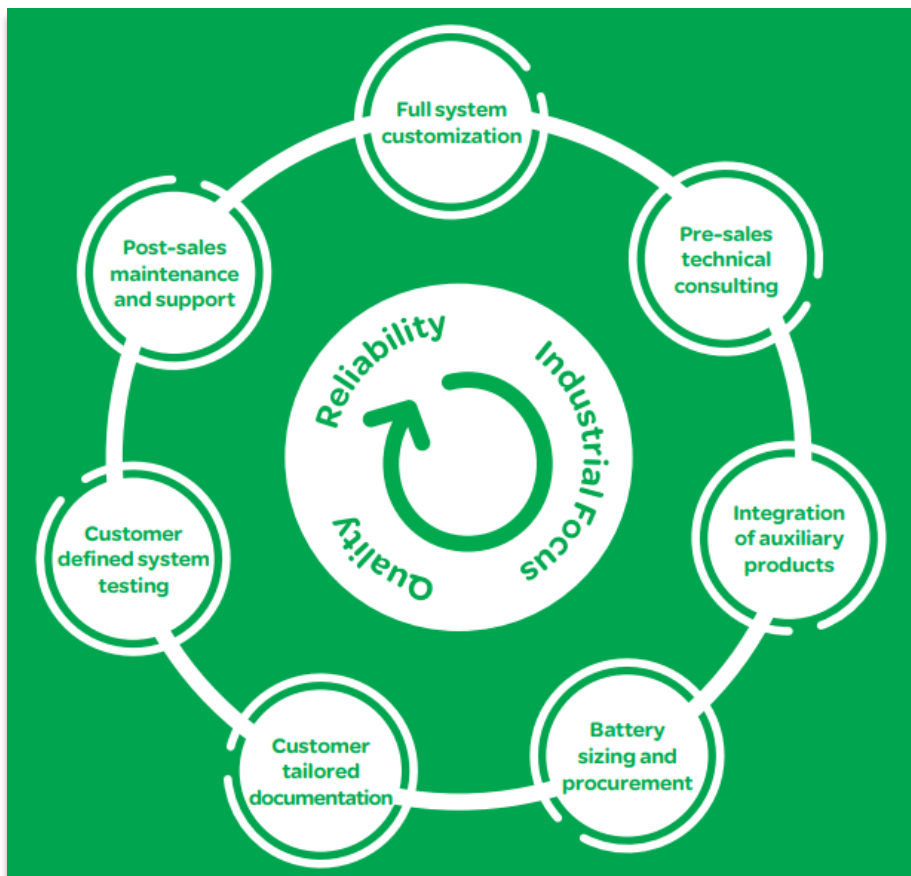 Full system
customization
Pre-sales
technical
consulting
Integration
of auxiliary
products
Battery
sizing and
procurement
Customer
tailored
documentation
Customer
defined system
testing
Post-sales
maintenance
and support
Reliability
Industrial Focus
Quality